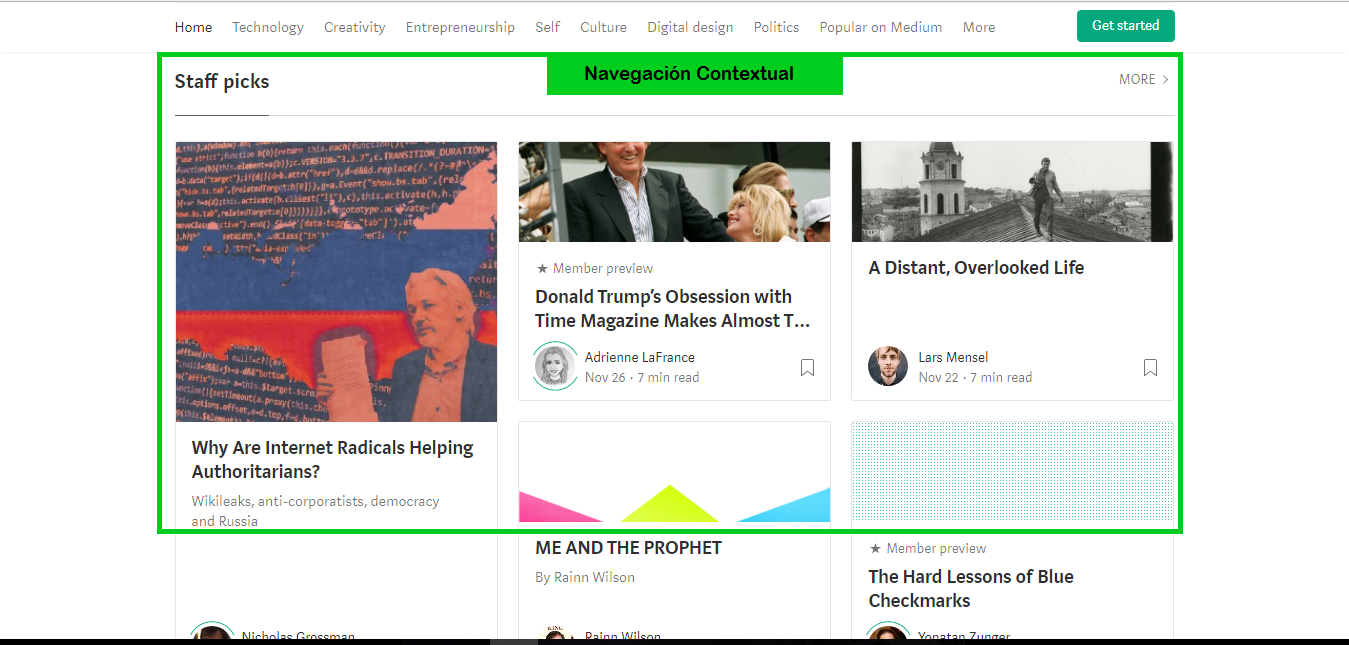 Home Technology Creativity Entrepreneurship Self Culture Digital design Politics Popular on Medium More Get started
Navegación Contextual
Staff picks
MORE
★ Member preview
Donald Trump's Obsession with
Time Magazine Makes Almost T...
Adrienne LaFrance
Nov 26 · 7 min read
A Distant, Overlooked Life
Lars Mensel
Nov 22 · 7 min read
Why Are Internet Radicals Helping
Authoritarians?
Wikileaks, anti-corporatists, democracy
and Russia
Nicholas Grossman
ME AND THE PROPHET
By Rainn Wilson
Rainn Wilson
★ Member preview
The Hard Lessons of Blue
Checkmarks
Yonatan Zunger